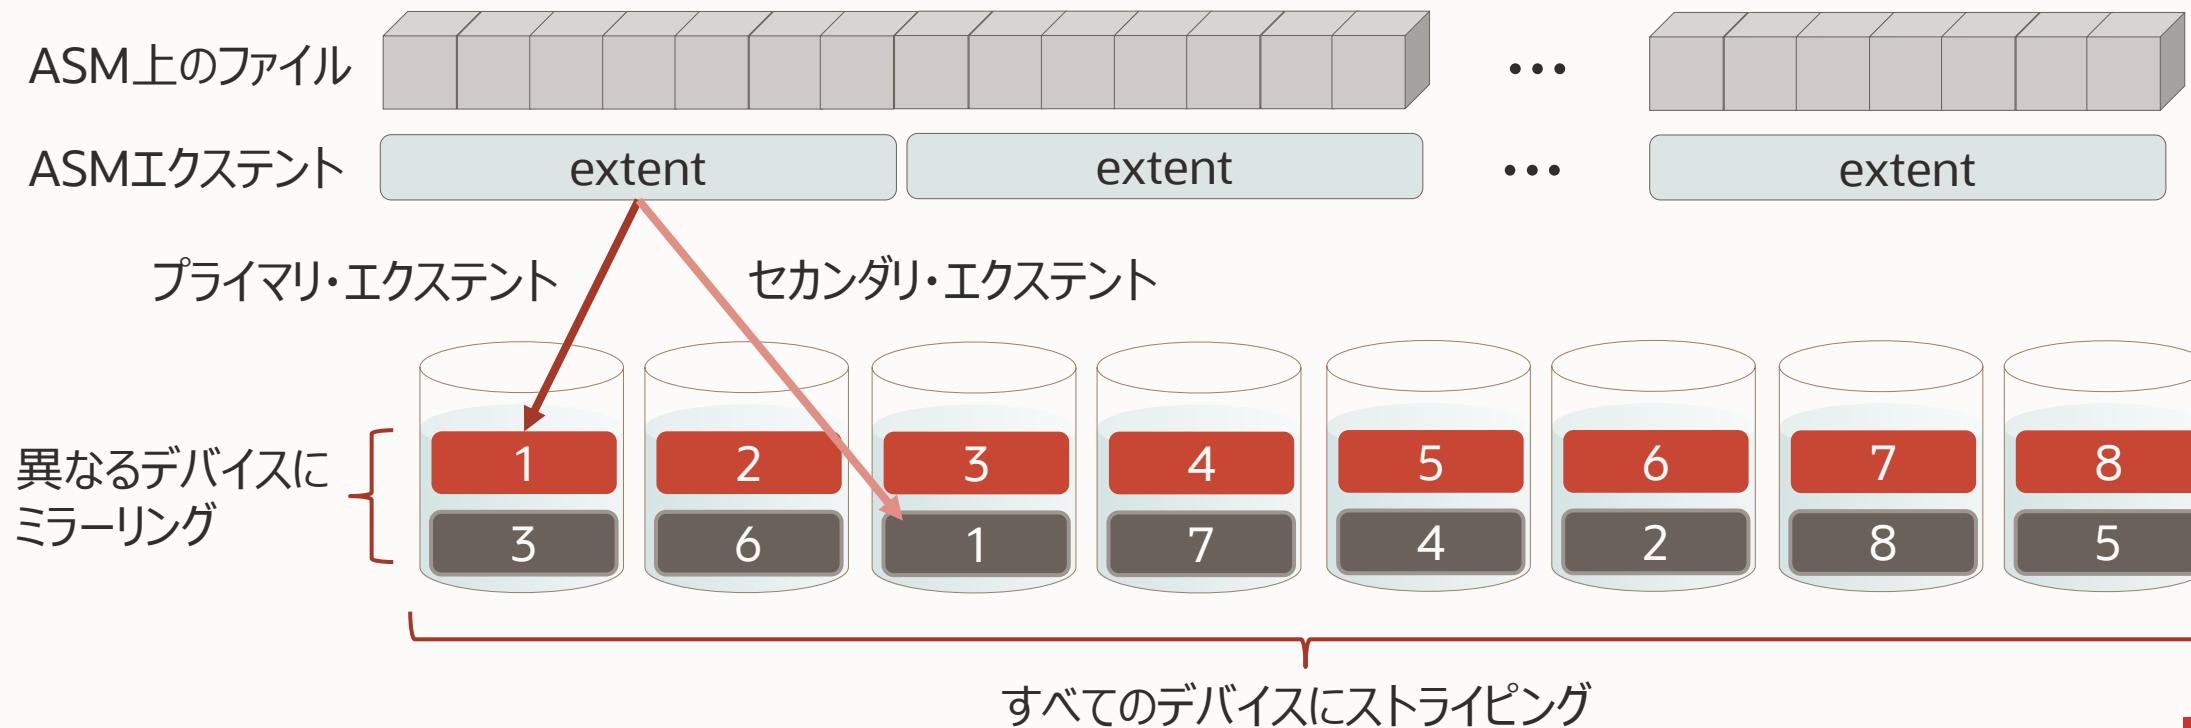 ASM上のファイル
…
ASMエクステント
extent
extent
…
extent
プライマリ・エクステント
セカンダリ・エクステント
異なるデバイスに
ミラーリング
1
2
3
4
5
6
7
8
3
6
1
7
4
2
8
5
すべてのデバイスにストライピング